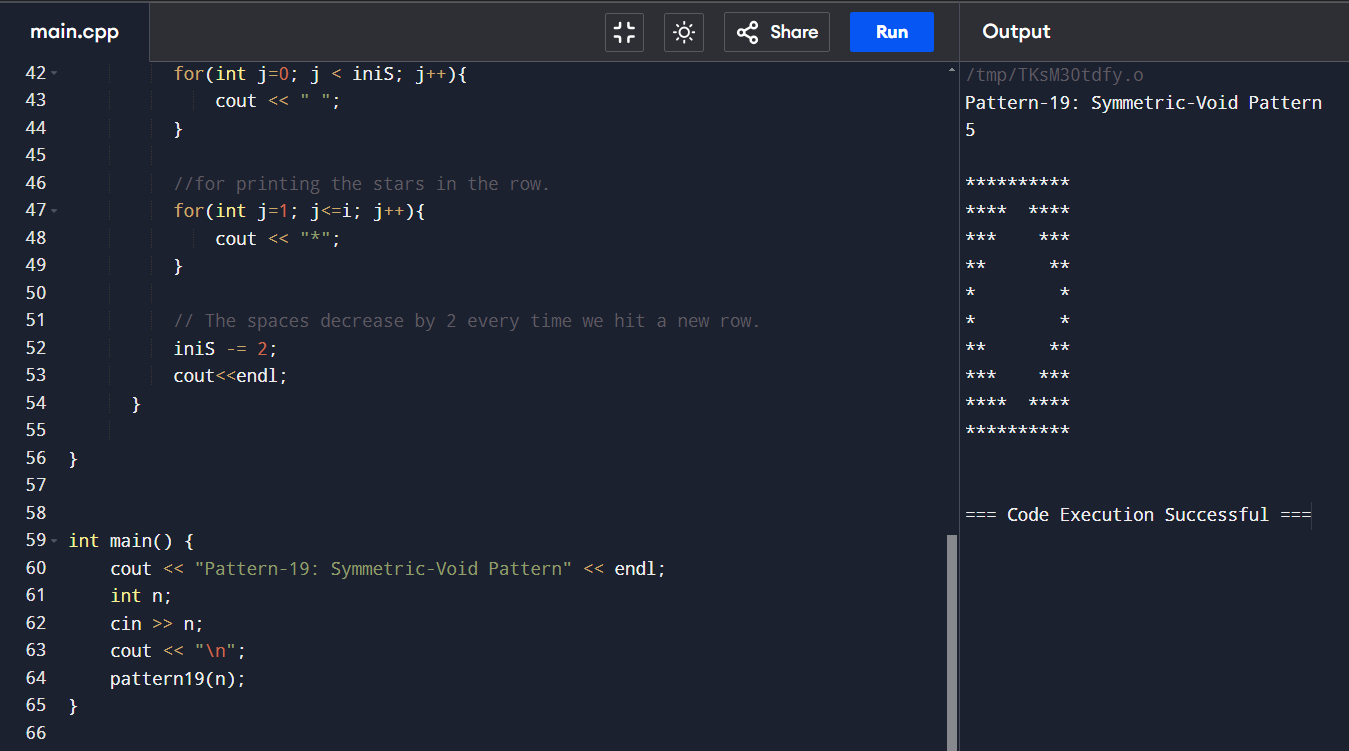 main.cpp
Share
Run
Output
42 for(int j=0; j < iniS; j++){
43 cout << " ";
44 }
45
46 //for printing the stars in the row.
47 for(int j=1; j<=i; j++){
48 cout << "*";
49 }
50
51 // The spaces decrease by 2 every time we hit a new row.
52 iniS -= 2;
53 cout<<endl;
54 }
55
56 }
57
58
59 int main() {
60 cout << "Pattern-19: Symmetric-Void Pattern" << endl;
61 int n;
62 cin >> n;
63 cout << "\n";
64 pattern19(n);
65 }
66
/tmp/TKsM30tdfy.o
Pattern-19: Symmetric-Void Pattern
5
**********
****  ****
***    ***
**      **
*        *
*        *
**      **
***    ***
****  ****
**********
=== Code Execution Successful ===